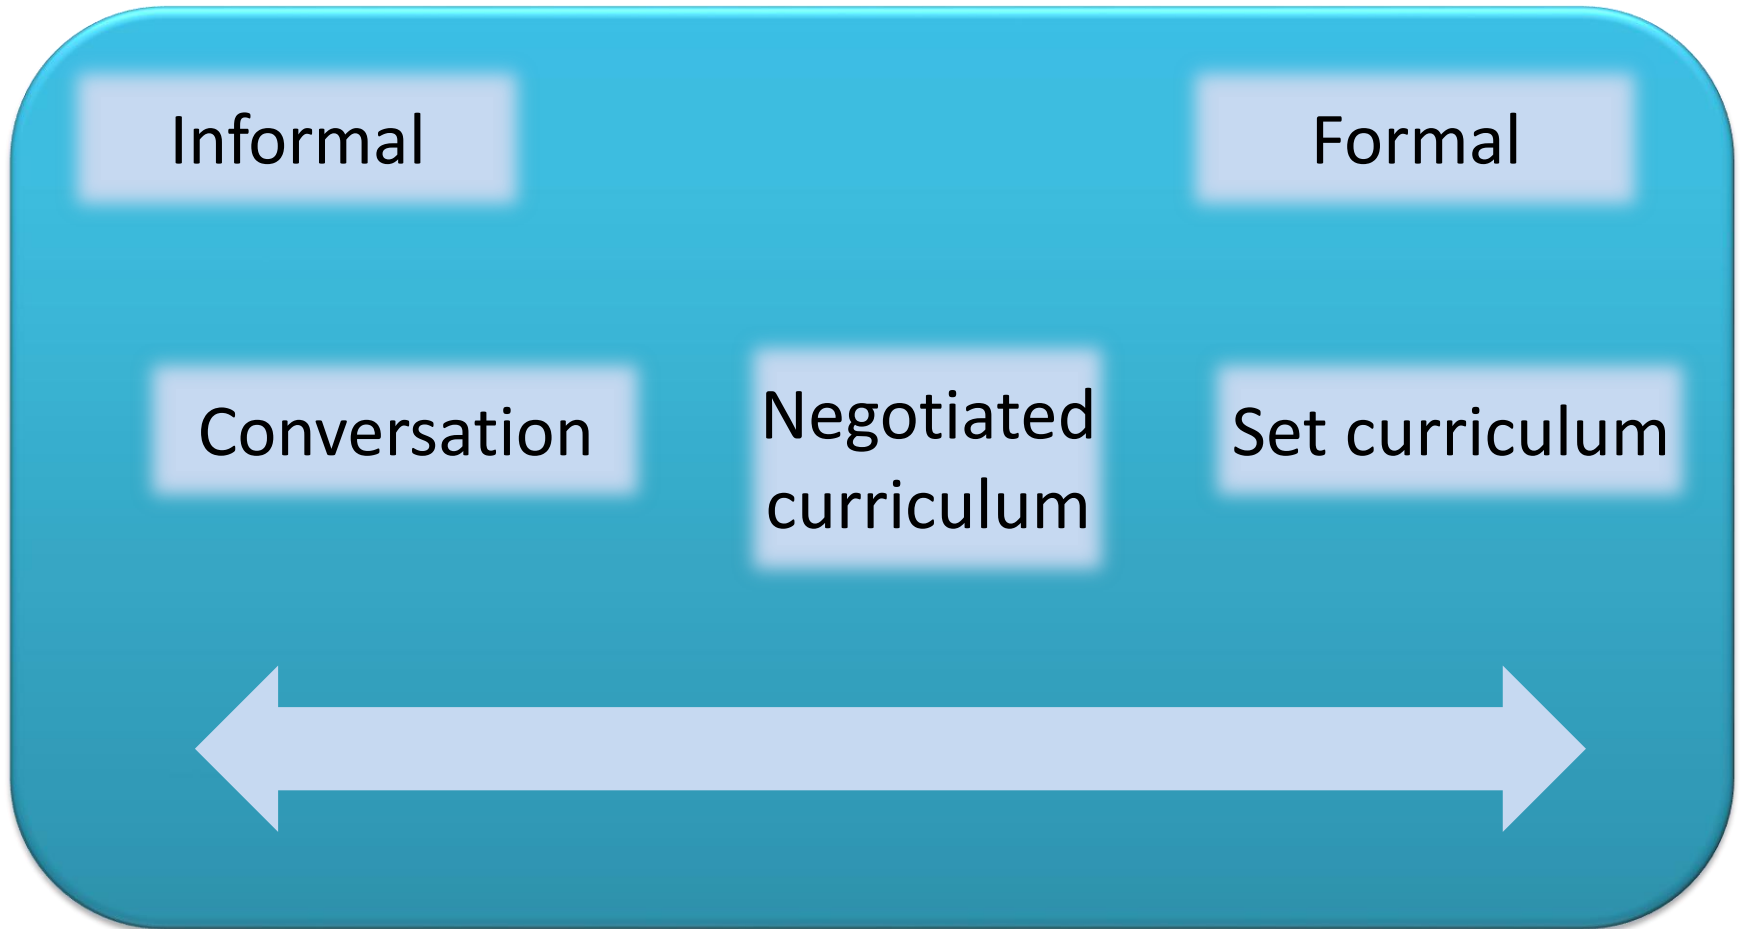 Informal
Formal
Conversation
Negotiated
curriculum
Set curriculum